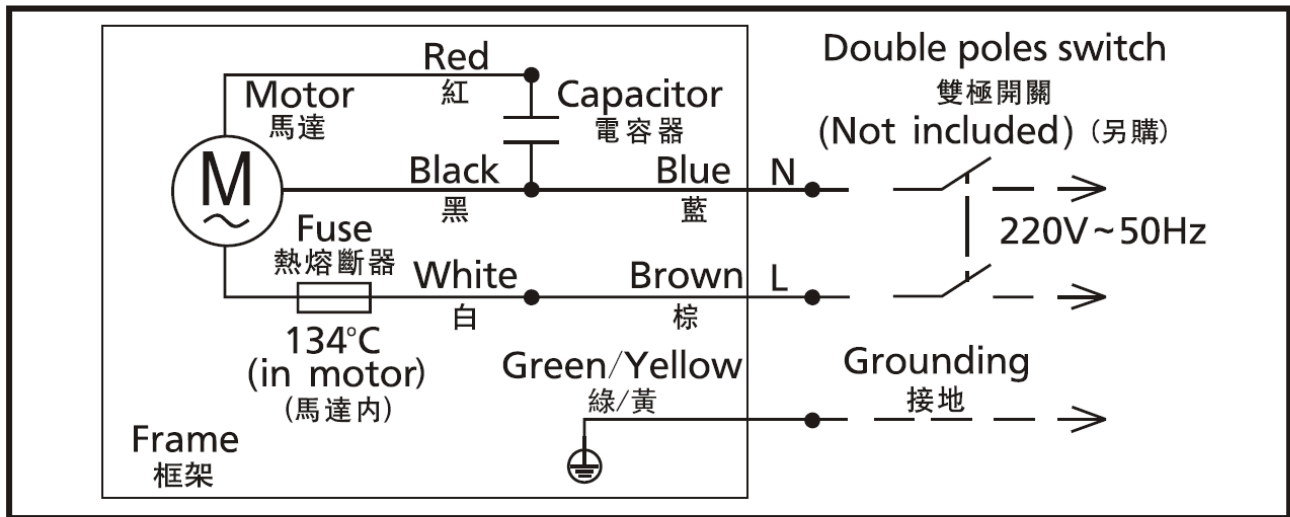 Red
紅
Motor
馬達
Capacitor
電容器
Double poles switch
雙極開關
(Not included) (另購)
M
Black
黑
Blue
藍
N
Fuse
熱熔斷器
220V~50Hz
White
白
Brown
棕
L
134°C
(in motor)
(馬達内)
Green/Yellow
綠/黃
Grounding
接地
Frame
框架